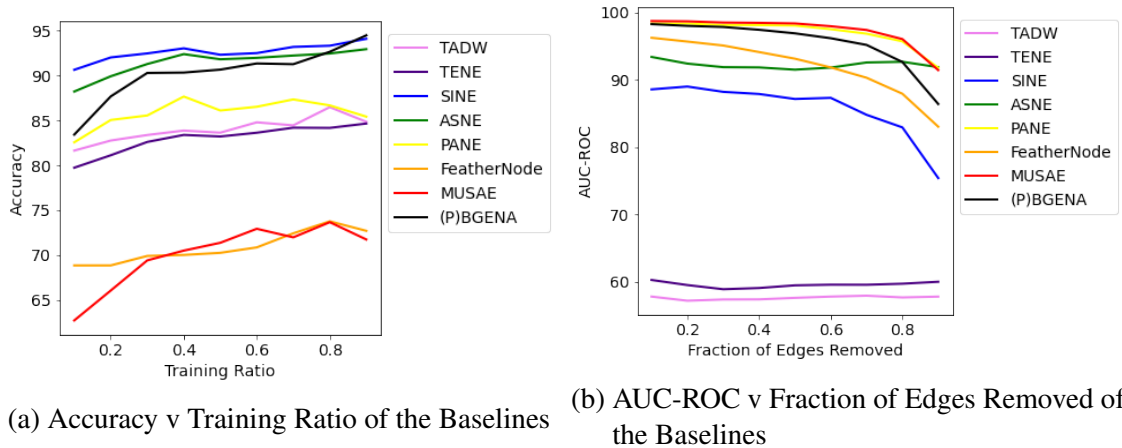 95
90
85
80
75
70
65
Accuracy
0.2 0.4 0.6 0.8
Training Ratio
TADW
TENE
SINE
ASNE
PANE
FeatherNode
MUSAE
(P)BGENA
(a) Accuracy v Training Ratio of the Baselines
100
90
80
70
60
AUC-ROC
0.2 0.4 0.6 0.8
Fraction of Edges Removed
TADW
TENE
SINE
ASNE
PANE
FeatherNode
MUSAE
(P)BGENA
(b) AUC-ROC v Fraction of Edges Removed of
the Baselines